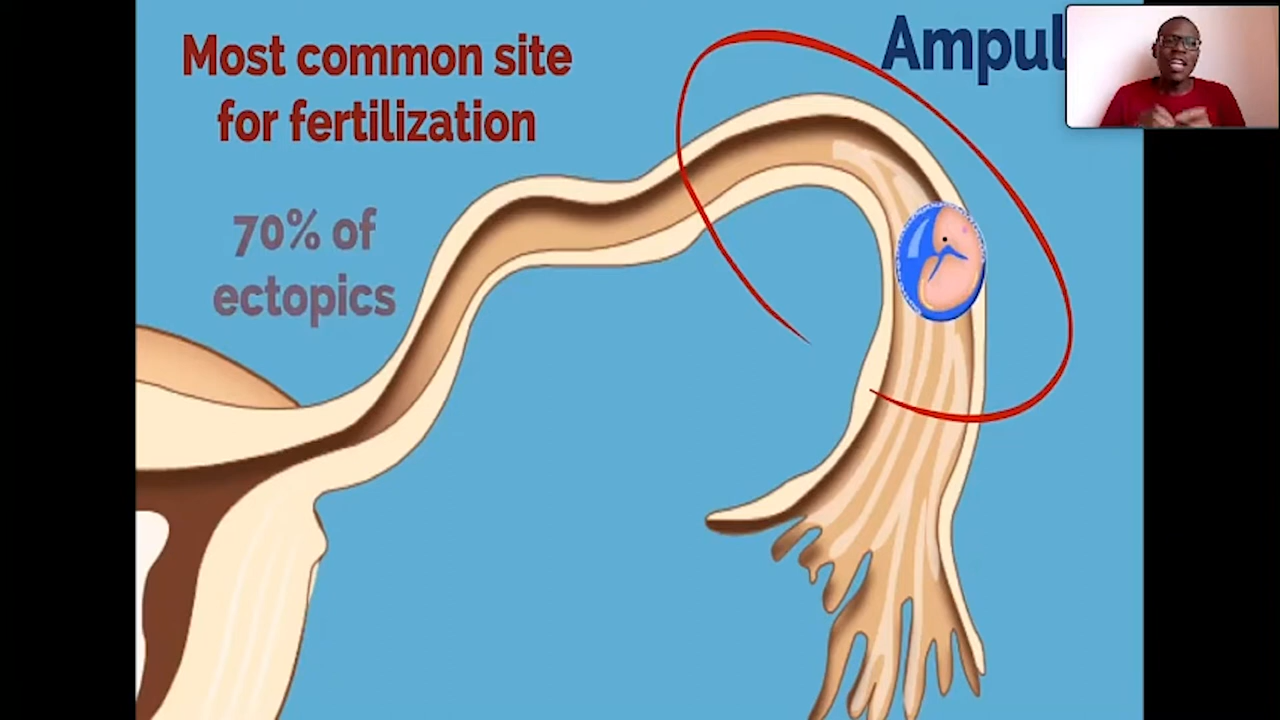 Most common site
for fertilization
Ampul
70% of
ectopics